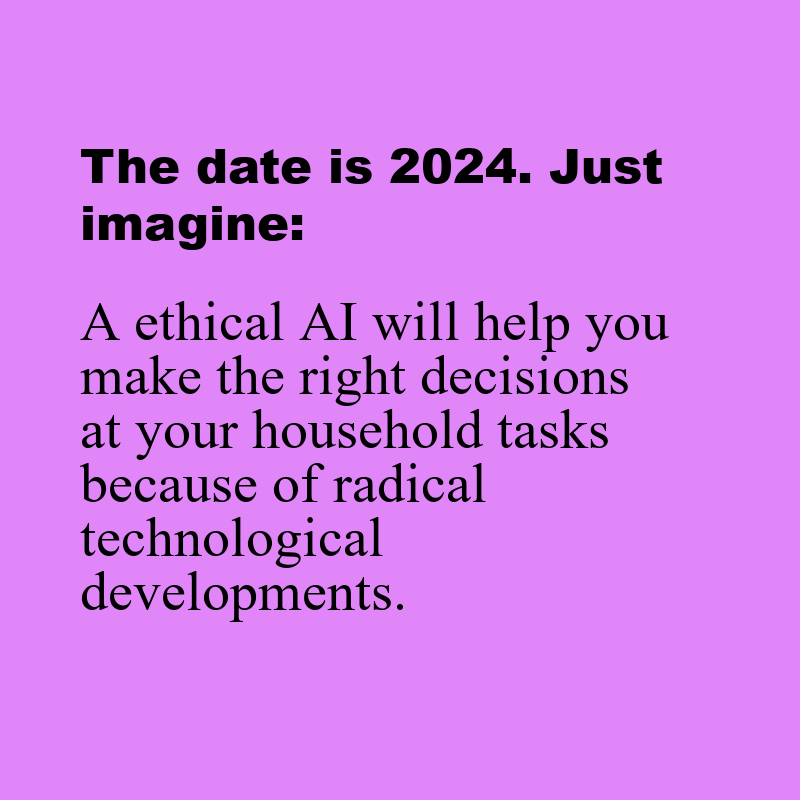 The date is 2024. Just
imagine:
A ethical AI will help you
make the right decisions
at your household tasks
because of radical
technological
developments.